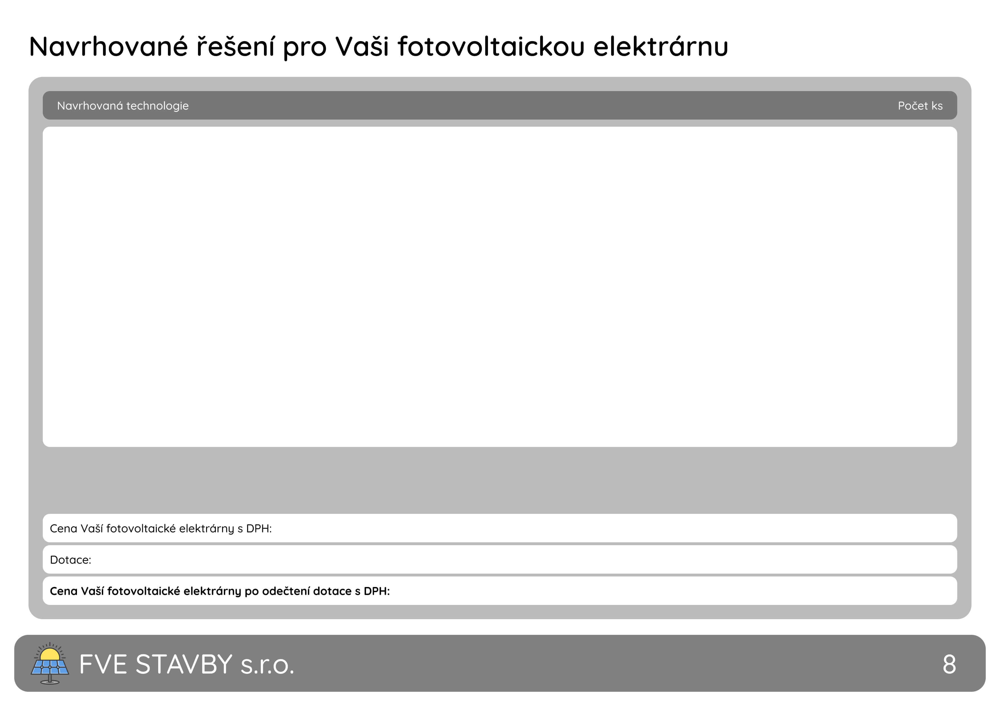 Navrhované řešení pro Vaši fotovoltaickou elektrárnu
Navrhovaná technologie Počet ks
Cena Vaší fotovoltaické elektrárny s DPH:
Dotace:
Cena Vaší fotovoltaické elektrárny po odečtení dotace s DPH:
FVE STAVBY s.r.o. 8